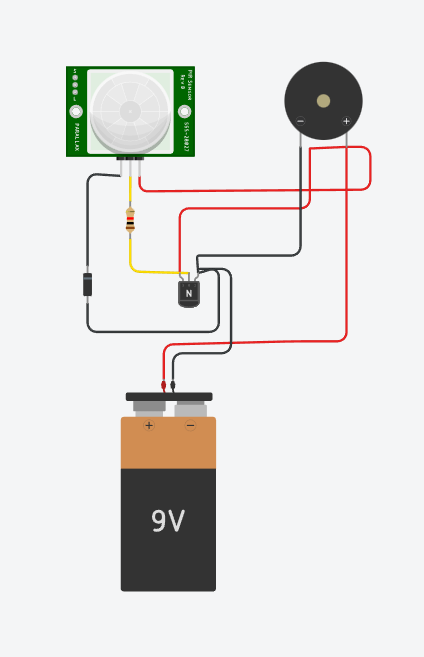 PIR SENSOR
Rev B
PARALLAX
555-28027
−
+
N
+
−
9V